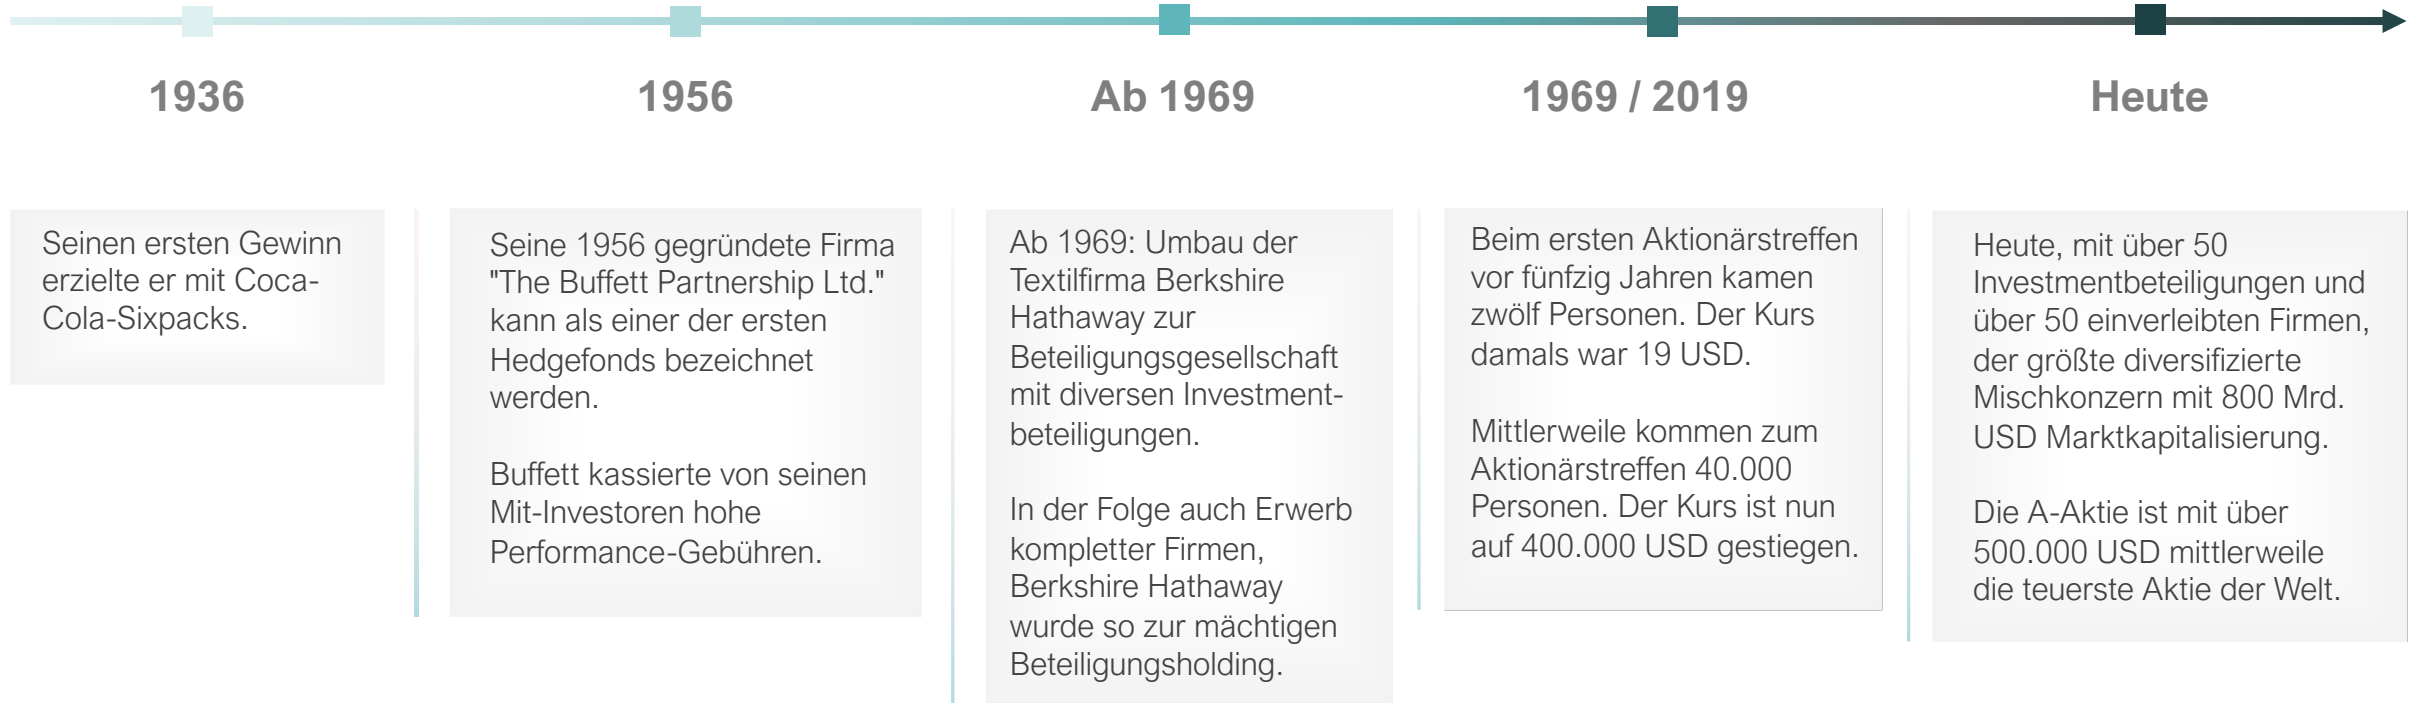 1936
1956
Ab 1969
1969 / 2019
Heute
Seinen ersten Gewinn
erzielte er mit Coca-
Cola-Sixpacks.
Seine 1956 gegründete Firma
"The Buffett Partnership Ltd."
kann als einer der ersten
Hedgefonds bezeichnet
werden.
Buffett kassierte von seinen
Mit-Investoren hohe
Performance-Gebühren.
Ab 1969: Umbau der
Textilfirma Berkshire
Hathaway zur
Beteiligungsgesellschaft
mit diversen Investment-
beteiligungen.
In der Folge auch Erwerb
kompletter Firmen,
Berkshire Hathaway
wurde so zur mächtigen
Beteiligungsholding.
Beim ersten Aktionärstreffen
vor fünfzig Jahren kamen
zwölf Personen. Der Kurs
damals war 19 USD.
Mittlerweile kommen zum
Aktionärstreffen 40.000
Personen. Der Kurs ist nun
auf 400.000 USD gestiegen.
Heute, mit über 50
Investmentbeteiligungen und
über 50 einverleibten Firmen,
der größte diversifizierte
Mischkonzern mit 800 Mrd.
USD Marktkapitalisierung.
Die A-Aktie ist mit über
500.000 USD mittlerweile
die teuerste Aktie der Welt.